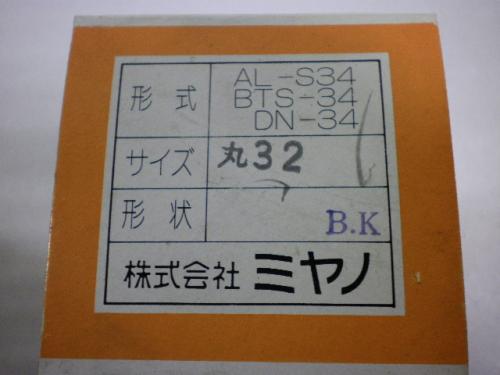 形式 AL-S34
BTS-34
DN-34
サイズ 丸32
形状 B.K
株式会社 ミヤノ